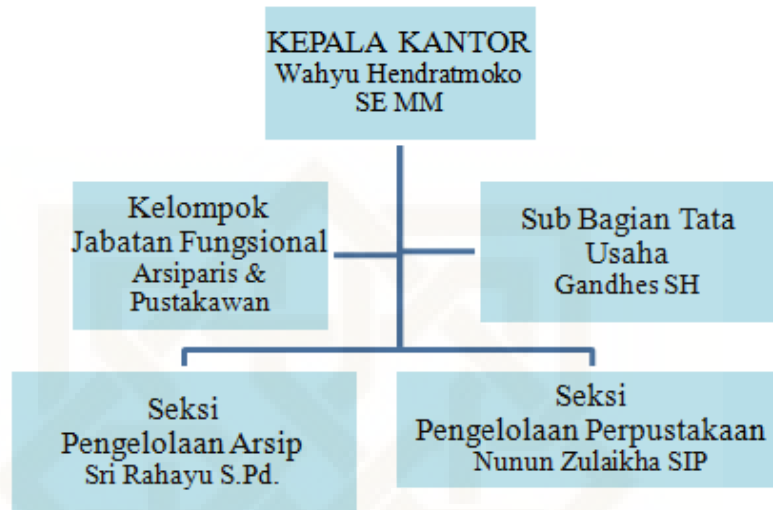 KEPALA KANTOR
Wahyu Hendratmoko
SE MM
Kelompok
Jabatan Fungsional
Arsiparis &
Pustakawan
Sub Bagian Tata
Usaha
Gandhes SH
Seksi
Pengelolaan Arsip
Sri Rahayu S.Pd.
Seksi
Pengelolaan Perpustakaan
Nunun Zulaikha SIP